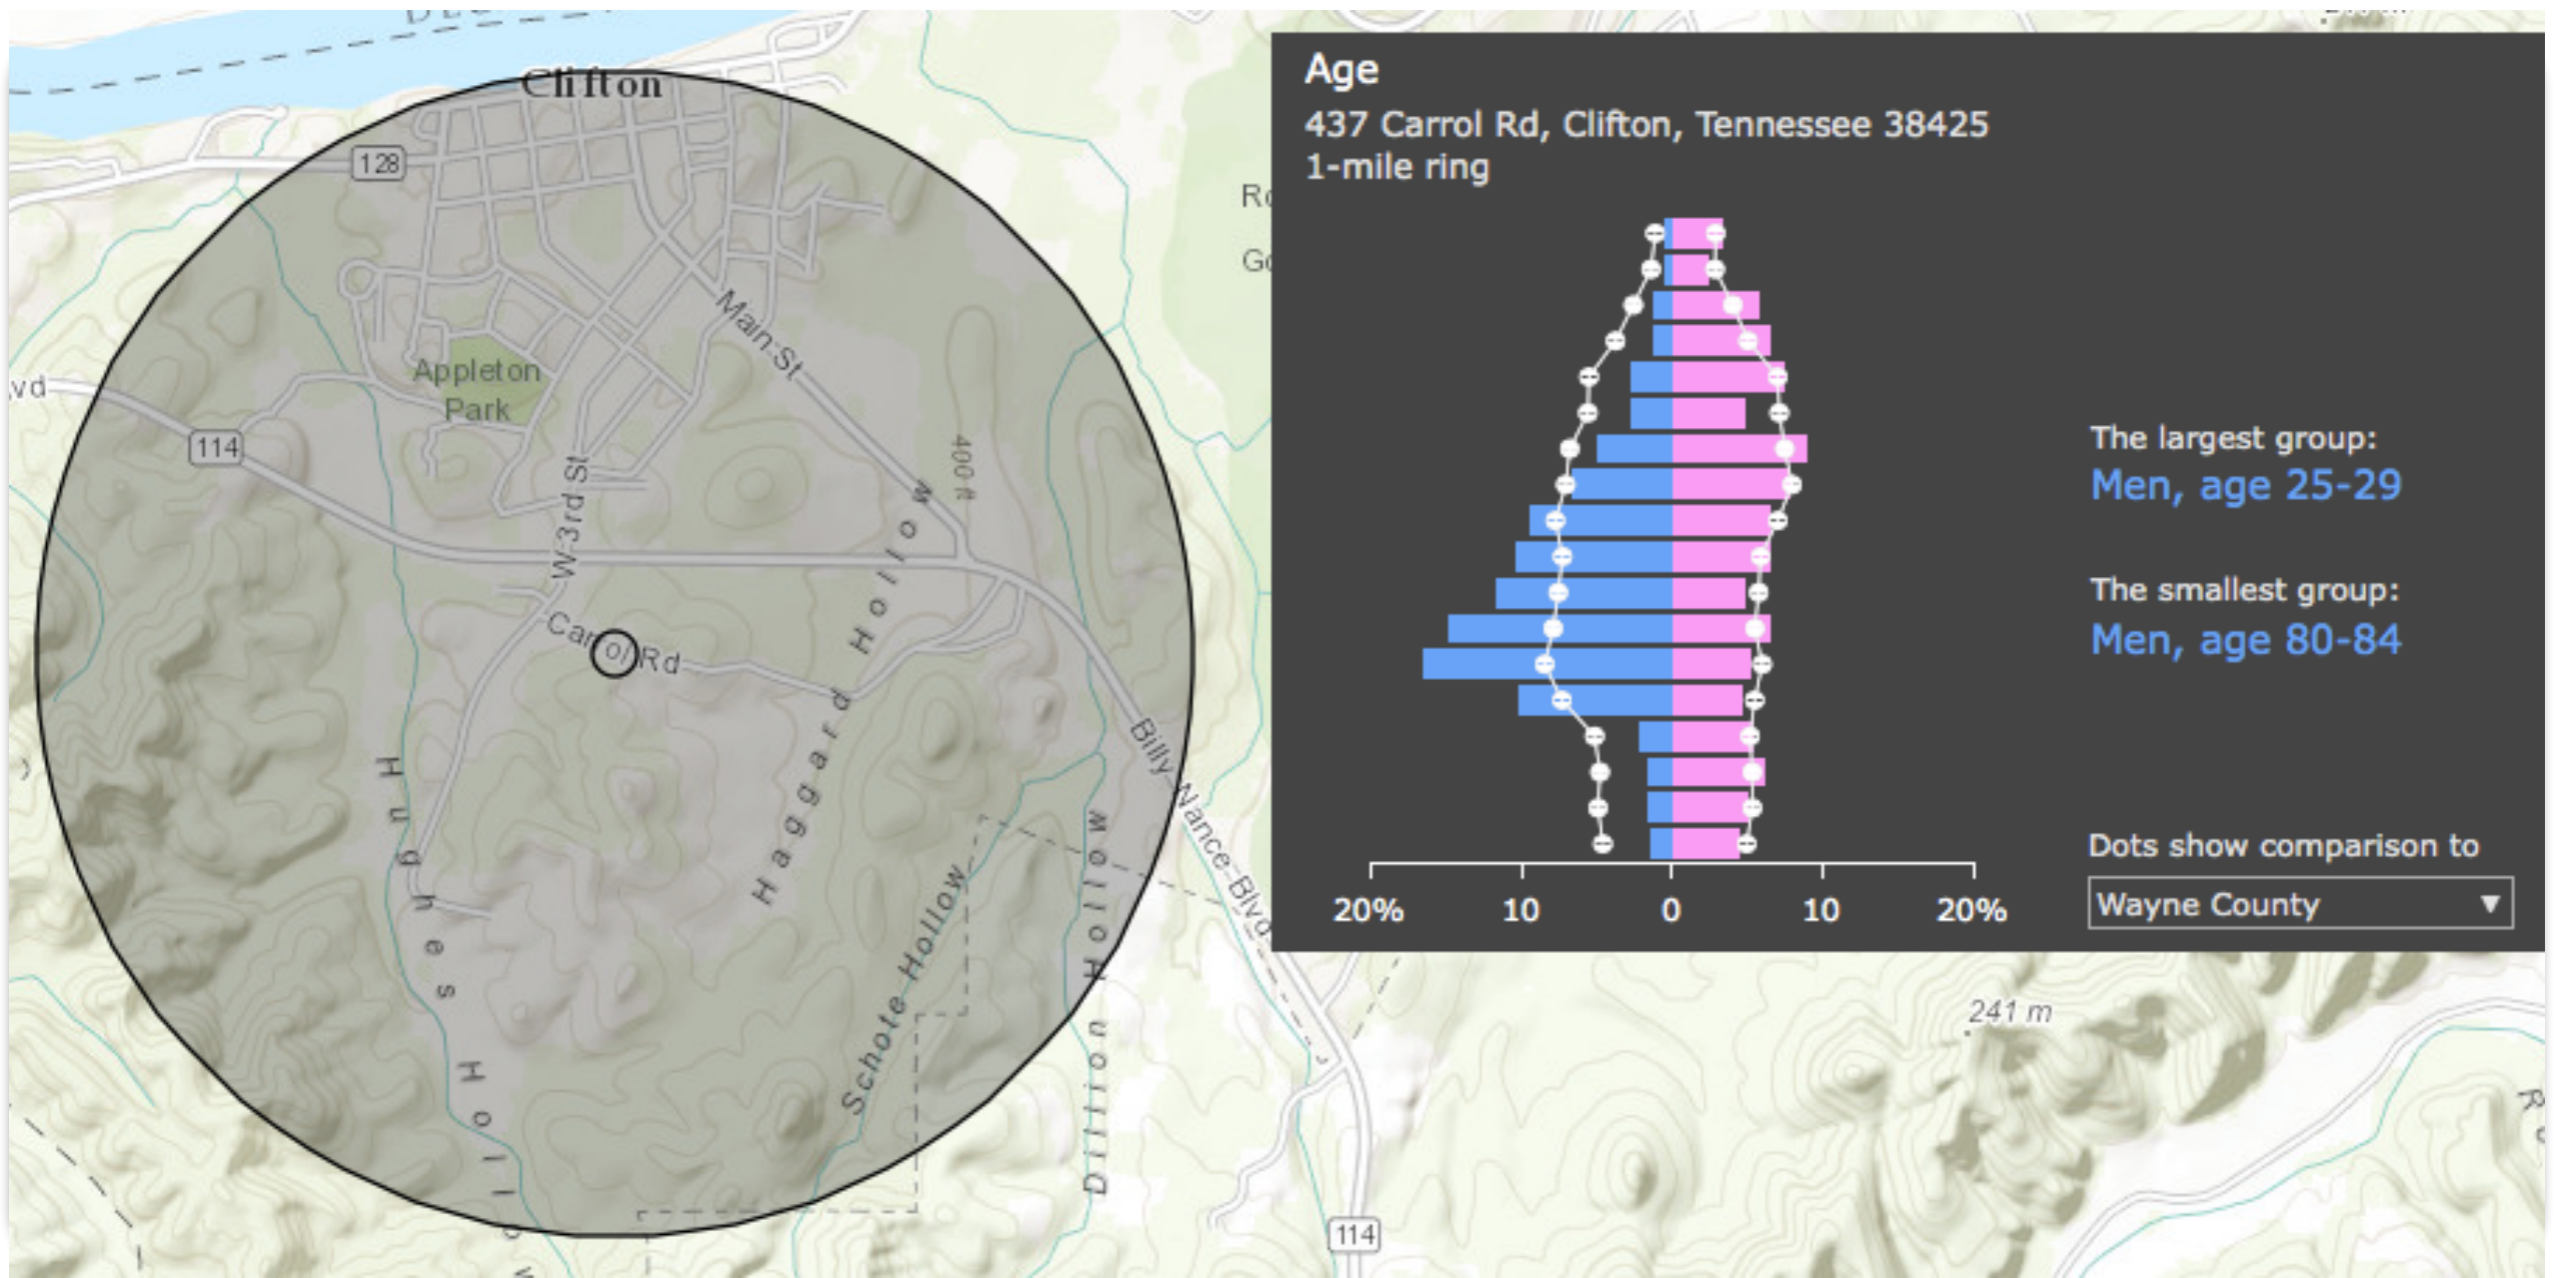 Clifton
128
Main St
Appleton
Park
vd
114
400 ft
W 3rd St
Carrol Rd
Haggard Hollow
Hughes Hollow
Schote Hollow
Dillion Hollow
Billy Nance Blvd
114
241 m
Age
437 Carrol Rd, Clifton, Tennessee 38425
1-mile ring
The largest group:
Men, age 25-29
The smallest group:
Men, age 80-84
Dots show comparison to
Wayne County
20% 10 0 10 20%